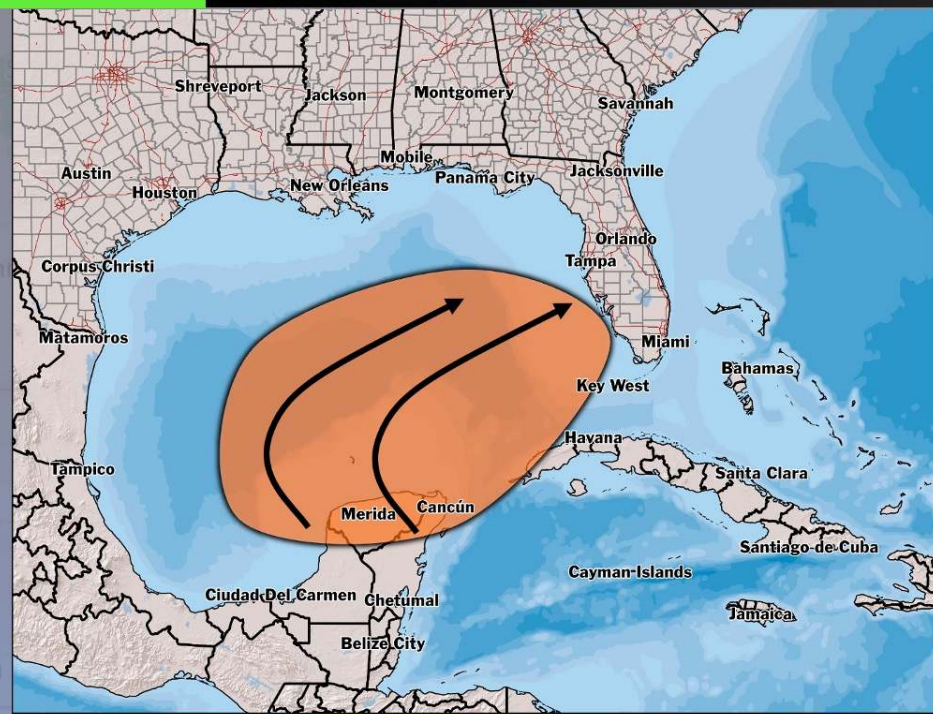 Shreveport
Jackson
Montgomery
Savannah
Mobile
Austin
Houston
New Orleans
Panama City
Jacksonville
Orlando
Tampa
Corpus Christi
Matamoros
Miami
Bahamas
Key West
Havana
Tampico
Santa Clara
Merida
Cancún
Santiago de Cuba
Cayman Islands
Ciudad Del Carmen
Chetumal
Jamaica
Belize City